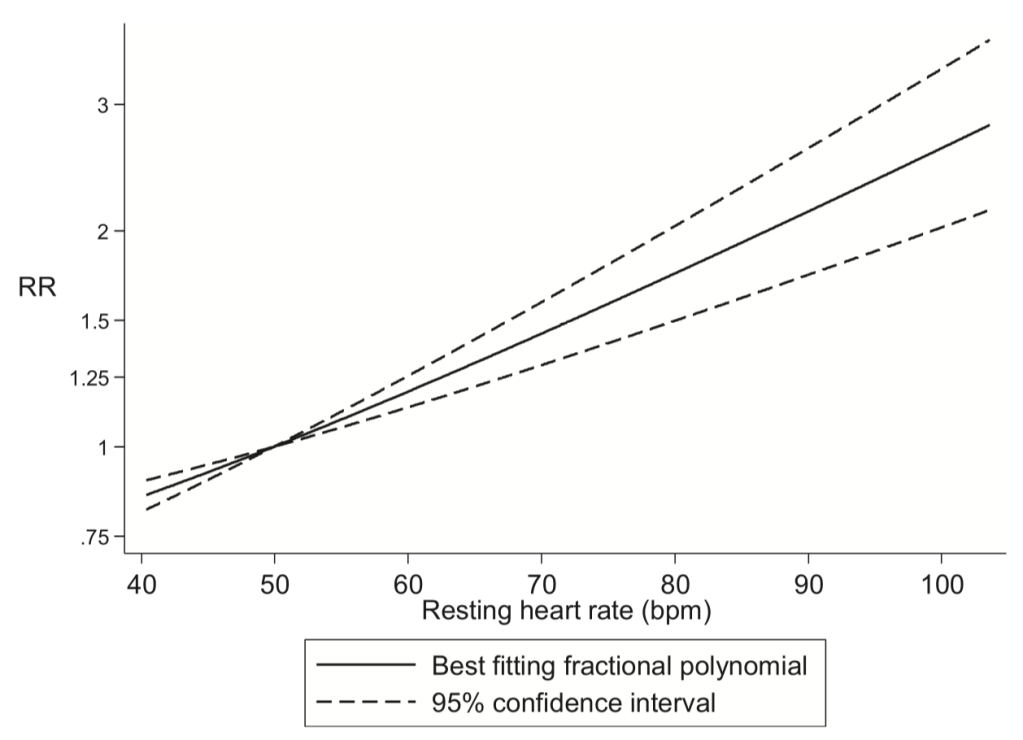 3
2
RR
1.5
1.25
1
.75
40 50 60 70 80 90 100
Resting heart rate (bpm)
Best fitting fractional polynomial
95% confidence interval